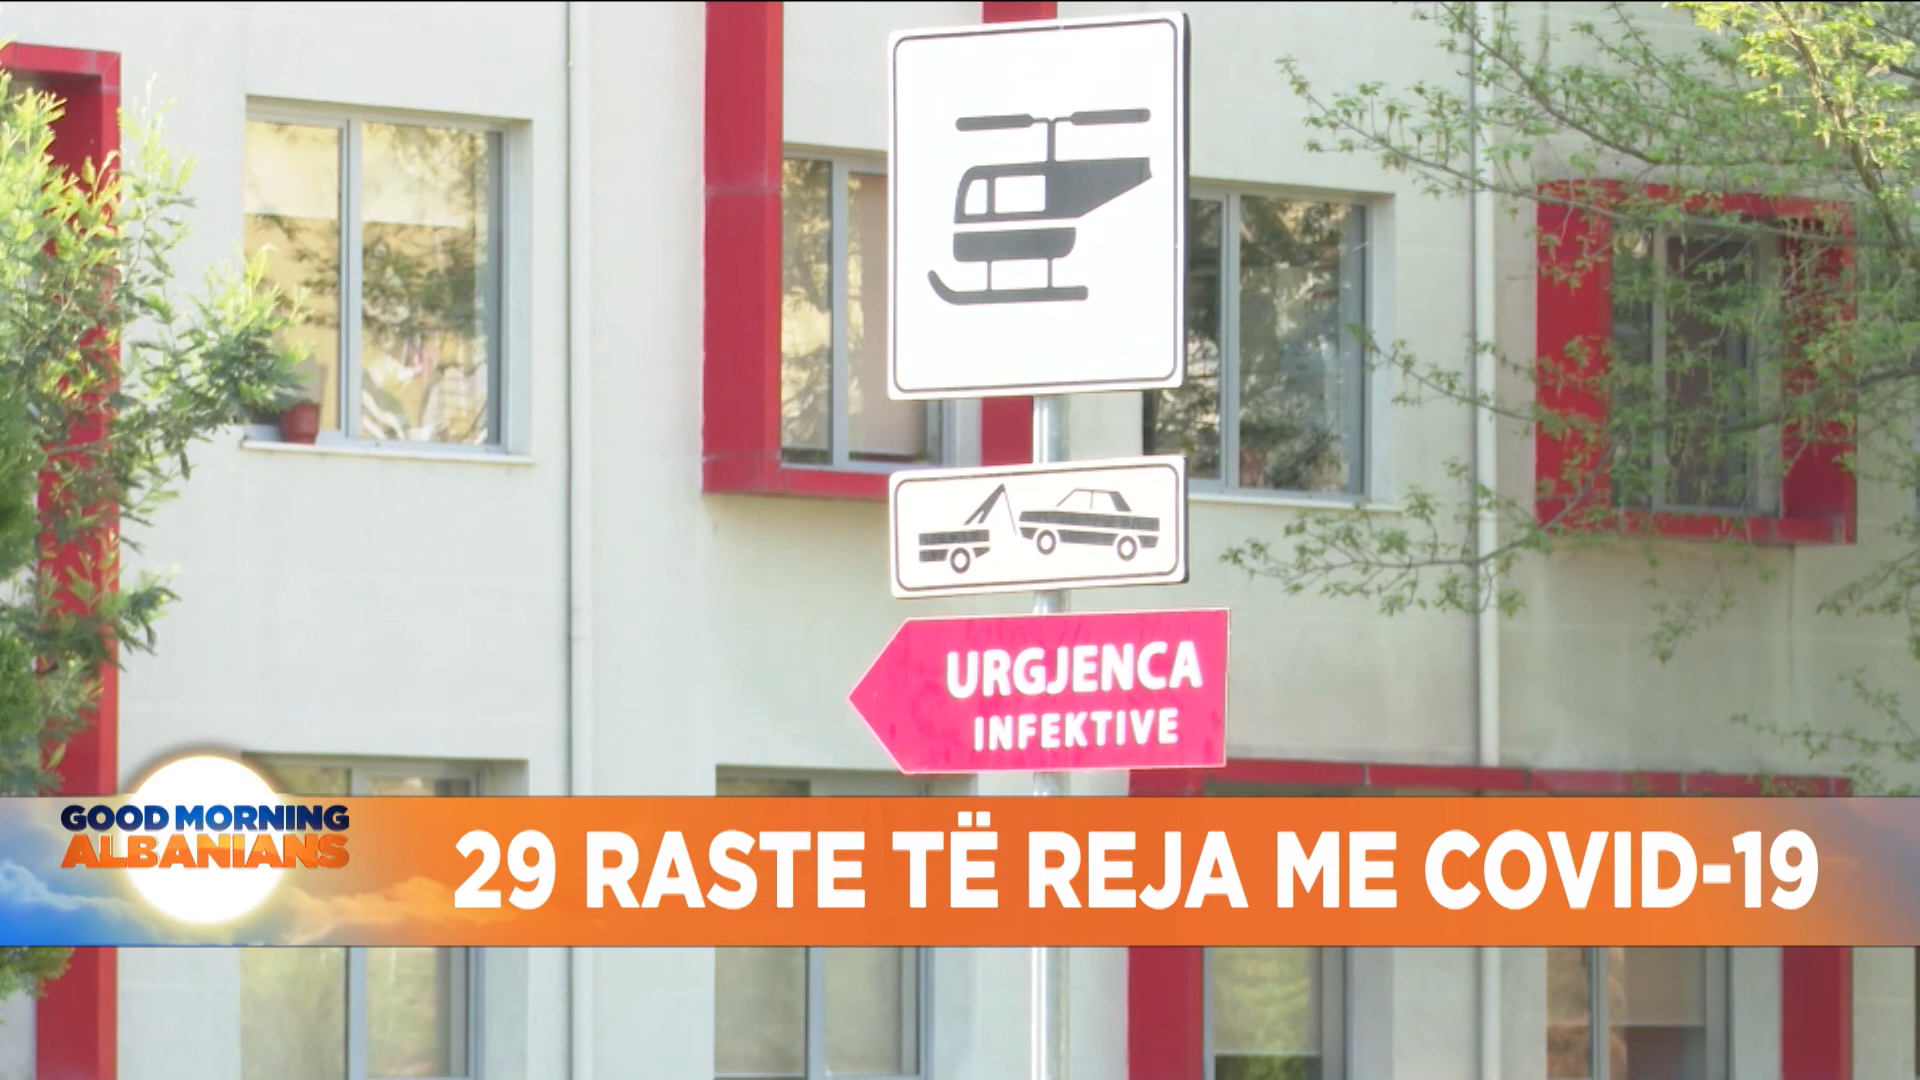 URGJENCA
INFEKTIVE
GOOD MORNING
ALBANIANS
29 RASTE TË REJA ME COVID-19